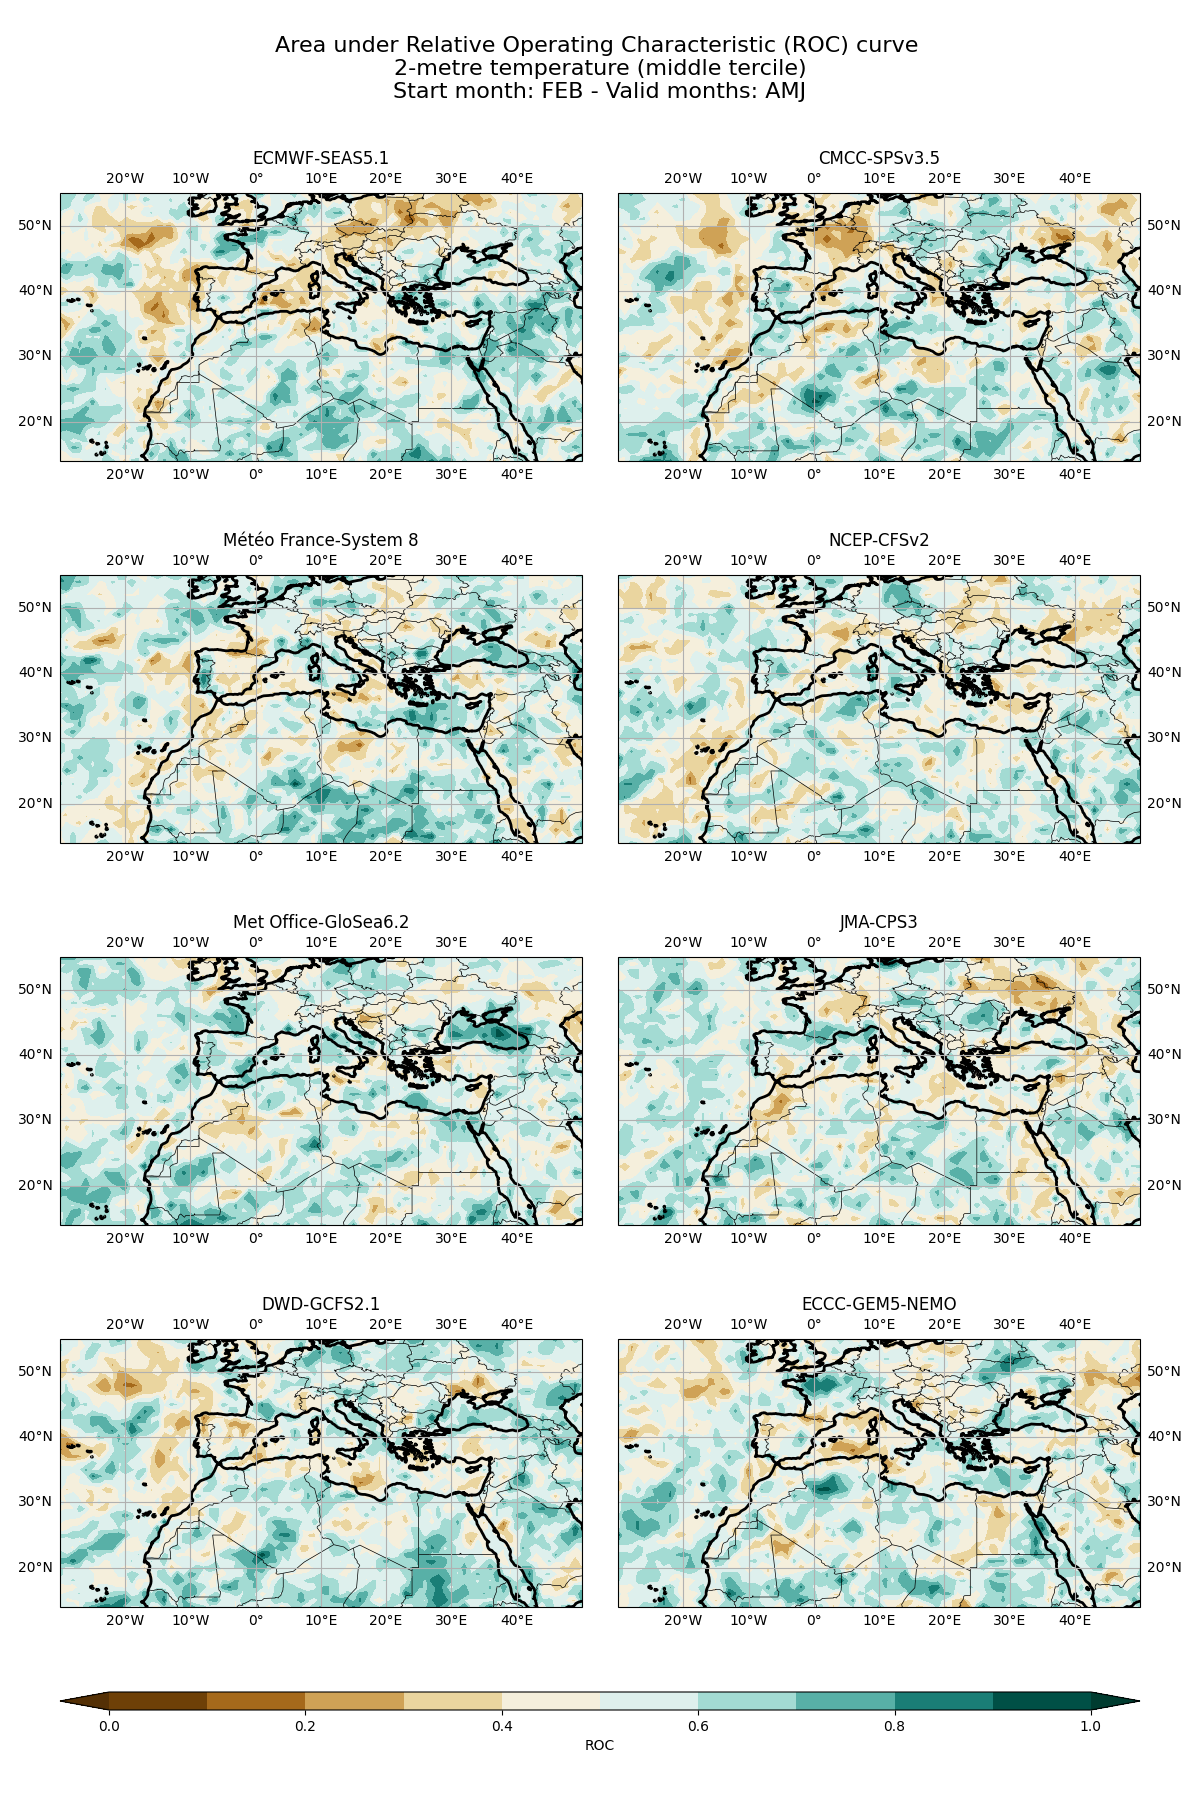 Area under Relative Operating Characteristic (ROC) curve
2-metre temperature (middle tercile)
Start month: FEB - Valid months: AMJ
ECMWF-SEAS5.1
CMCC-SPSv3.5
20°W 10°W 0° 10°E 20°E 30°E 40°E
20°W 10°W 0° 10°E 20°E 30°E 40°E
50°N
50°N
40°N
40°N
30°N
30°N
20°N
20°N
20°W 10°W 0° 10°E 20°E 30°E 40°E
20°W 10°W 0° 10°E 20°E 30°E 40°E
Météo France-System 8
NCEP-CFSv2
20°W 10°W 0° 10°E 20°E 30°E 40°E
20°W 10°W 0° 10°E 20°E 30°E 40°E
50°N
50°N
40°N
40°N
30°N
30°N
20°N
20°N
20°W 10°W 0° 10°E 20°E 30°E 40°E
20°W 10°W 0° 10°E 20°E 30°E 40°E
Met Office-GloSea6.2
JMA-CPS3
20°W 10°W 0° 10°E 20°E 30°E 40°E
20°W 10°W 0° 10°E 20°E 30°E 40°E
50°N
50°N
40°N
40°N
30°N
30°N
20°N
20°N
20°W 10°W 0° 10°E 20°E 30°E 40°E
20°W 10°W 0° 10°E 20°E 30°E 40°E
DWD-GCFS2.1
ECCC-GEM5-NEMO
20°W 10°W 0° 10°E 20°E 30°E 40°E
20°W 10°W 0° 10°E 20°E 30°E 40°E
50°N
50°N
40°N
40°N
30°N
30°N
20°N
20°N
20°W 10°W 0° 10°E 20°E 30°E 40°E
20°W 10°W 0° 10°E 20°E 30°E 40°E
0.0 0.2 0.4 0.6 0.8 1.0
ROC